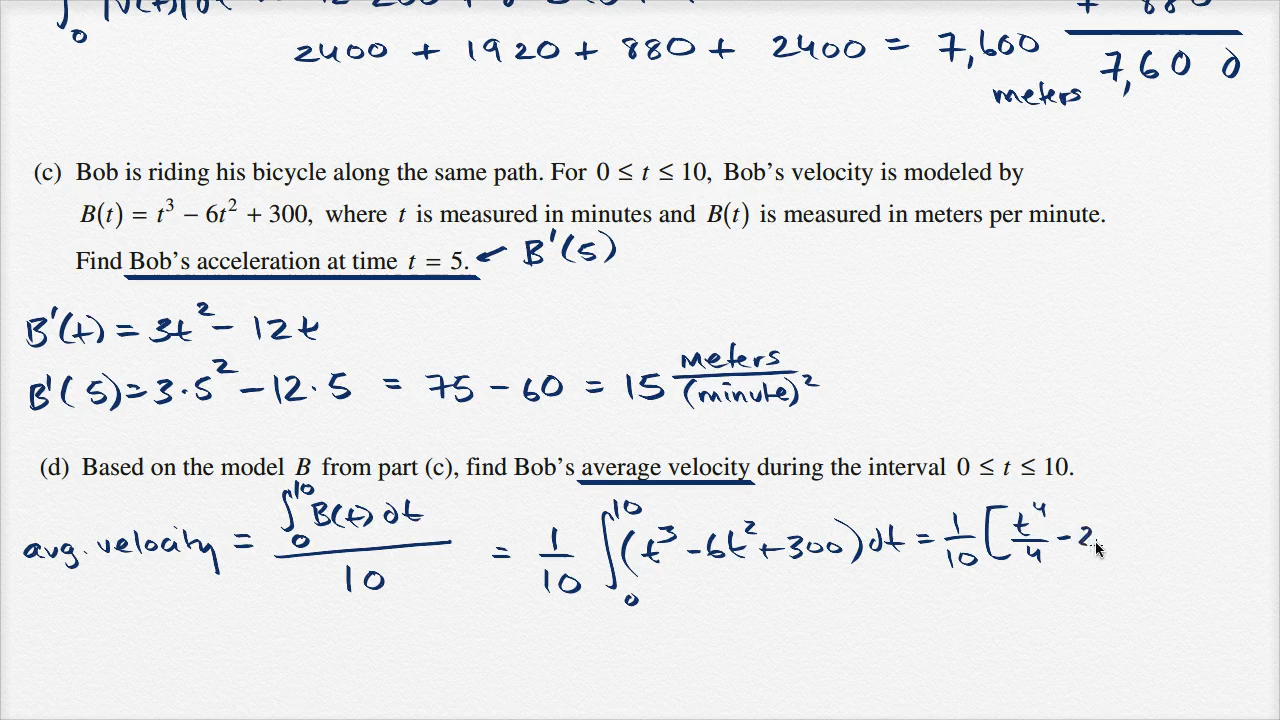 2400 + 1920 + 880 + 2400 = 7,600
meters
+ 880
7,600
(c) Bob is riding his bicycle along the same path. For 0 ≤ t ≤ 10, Bob's velocity is modeled by
B(t) = t³ − 6t² + 300, where t is measured in minutes and B(t) is measured in meters per minute.
Find Bob's acceleration at time t = 5. B'(5)
B'(t) = 3t² − 12t
B'(5) = 3·5² − 12·5 = 75 − 60 = 15 meters/(minute)²
(d) Based on the model B from part (c), find Bob's average velocity during the interval 0 ≤ t ≤ 10.
avg. velocity = ∫₀¹⁰ B(t) dt / 10 = 1/10 ∫₀¹⁰ (t³ − 6t² + 300) dt = 1/10 [t⁴/4 − 2